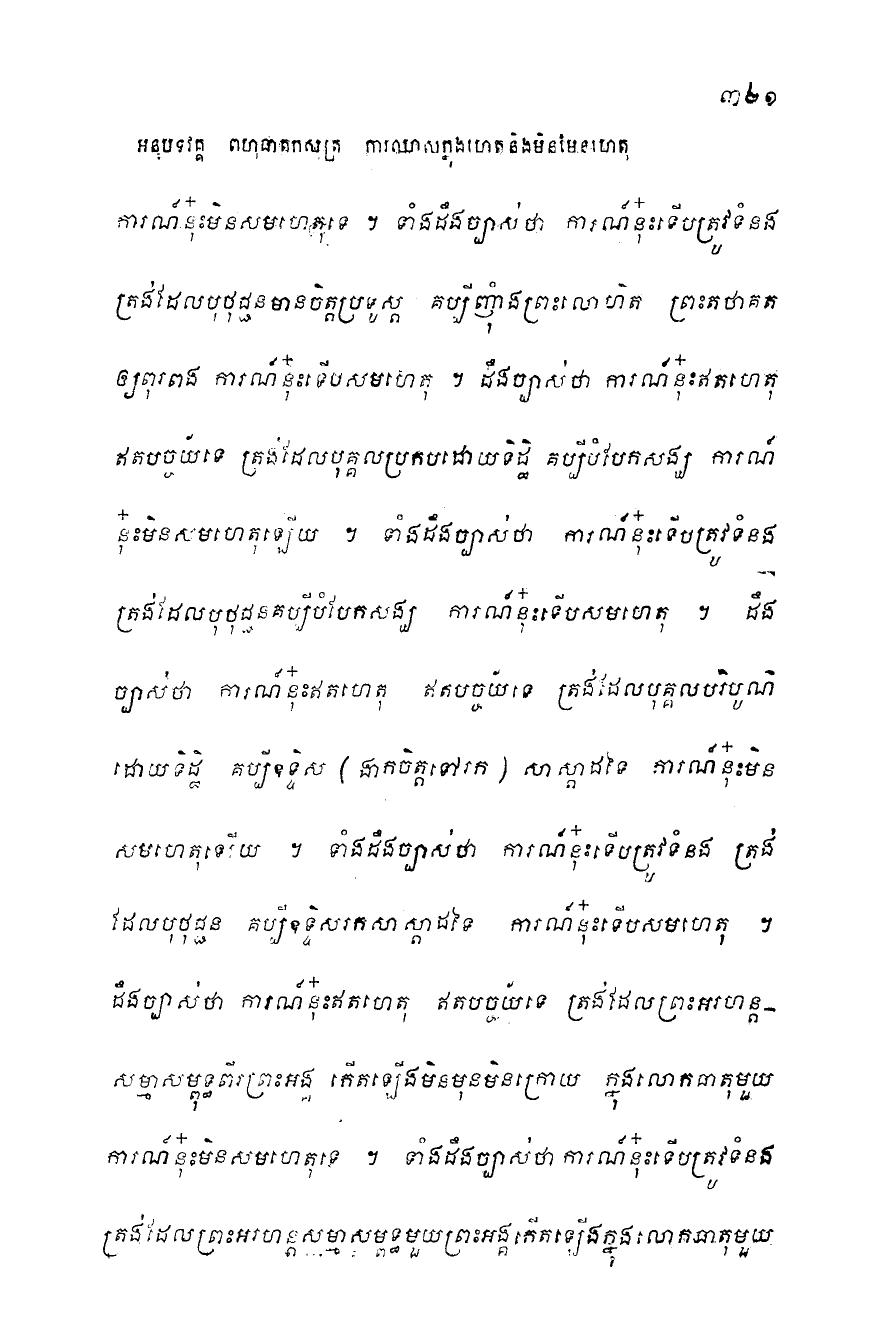 ៣២១
អនុបទវគ្គ ពហុធាតុកសូត្រ ការឈ្លាសក្នុងហេតុនិងមិនមែនហេតុ
ការណ៍នុ៎ះមិនសមហេតុទេ ។ ទាំងដឹងច្បាស់ថា ការណ៍នុ៎ះទើបត្រូវទំនង
ត្រង់ដែលបុថុជ្ជនមានចិត្តប្រទូស្ត គប្បីញុំាងព្រះលោហិត ព្រះតថាគត
ឲ្យពុរពង ការណ៍នុ៎ះទើបសមហេតុ ។ ដឹងច្បាស់ថា ការណ៍នុ៎ះឥតហេតុ
ឥតបច្ច័យទេ ត្រង់ដែលបុគ្គលប្រកបដោយទិដ្ឋិ គប្បីបំបែកសង្ឃ ការណ៍
នុ៎ះមិនសមហេតុឡើយ ។ ទាំងដឹងច្បាស់ថា ការណ៍នុ៎ះទើបត្រូវទំនង
ត្រង់ដែលបុថុជ្ជនគប្បីបំបែកសង្ឃ ការណ៍នុ៎ះទើបសមហេតុ ។ ដឹង
ច្បាស់ថា ការណ៍នុ៎ះឥតហេតុ ឥតបច្ច័យទេ ត្រង់ដែលបុគ្គលបរិបូណ៌
ដោយទិដ្ឋិ គប្បីឧទ្ទិស ( ងាកចិត្តទៅរក ) សាស្តាដទៃ ការណ៍នុ៎ះមិន
សមហេតុទេឡើយ ។ ទាំងដឹងច្បាស់ថា ការណ៍នុ៎ះទើបត្រូវទំនង ត្រង់
ដែលបុថុជ្ជន គប្បីឧទ្ទិសរកសាស្តាដទៃ ការណ៍នុ៎ះទើបសមហេតុ ។
ដឹងច្បាស់ថា ការណ៍នុ៎ះឥតហេតុ ឥតបច្ច័យទេ ត្រង់ដែលព្រះអរហន្ត-
សម្មាសម្ពុទ្ធពីរព្រះអង្គ កើតឡើងមិនមុនមិនក្រោយ ក្នុងលោកធាតុមួយ
ការណ៍នុ៎ះមិនសមហេតុទេ ។ ទាំងដឹងច្បាស់ថា ការណ៍នុ៎ះទើបត្រូវទំនង
ត្រង់ដែលព្រះអរហន្តសម្មាសម្ពុទ្ធមួយព្រះអង្គកើតឡើងក្នុងលោកធាតុមួយ